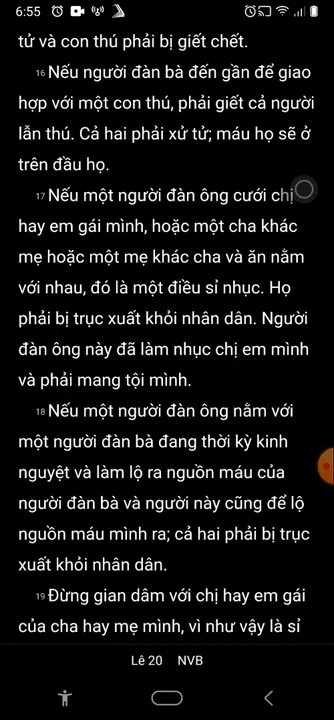 6:55
tử và con thú phải bị giết chết.
16 Nếu người đàn bà đến gần để giao
hợp với một con thú, phải giết cả người
lẫn thú. Cả hai phải xử tử; máu họ sẽ ở
trên đầu họ.
17 Nếu một người đàn ông cưới chị
hay em gái mình, hoặc một cha khác
mẹ hoặc một mẹ khác cha và ăn nằm
với nhau, đó là một điều sỉ nhục. Họ
phải bị trục xuất khỏi nhân dân. Người
đàn ông này đã làm nhục chị em mình
và phải mang tội mình.
18 Nếu một người đàn ông nằm với
một người đàn bà đang thời kỳ kinh
nguyệt và làm lộ ra nguồn máu của
người đàn bà và người này cũng để lộ
nguồn máu mình ra; cả hai phải bị trục
xuất khỏi nhân dân.
19 Đừng gian dâm với chị hay em gái
của cha hay mẹ mình, vì như vậy là sỉ
Lê 20 NVB